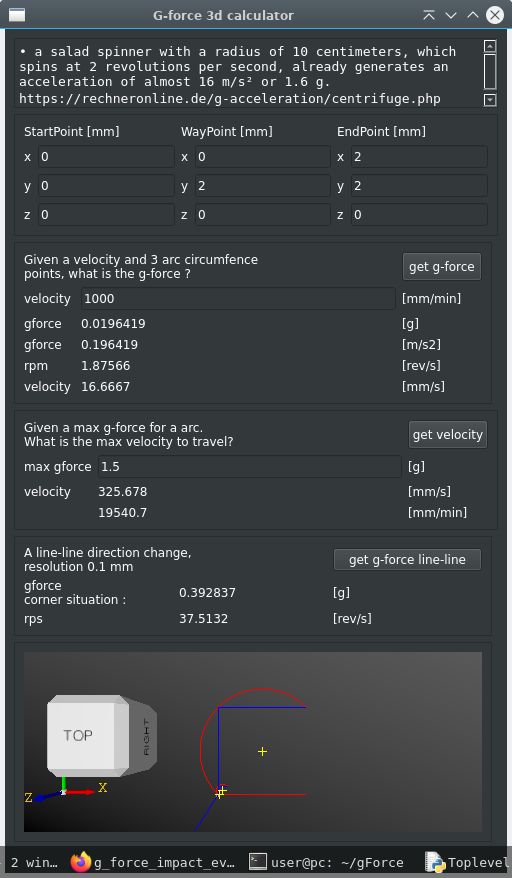 G-force 3d calculator
• a salad spinner with a radius of 10 centimeters, which
spins at 2 revolutions per second, already generates an
acceleration of almost 16 m/s² or 1.6 g.
https://rechneronline.de/g-acceleration/centrifuge.php
StartPoint [mm] WayPoint [mm] EndPoint [mm]
x 0 x 0 x 2
y 0 y 2 y 2
z 0 z 0 z 0
Given a velocity and 3 arc circumfence
points, what is the g-force ?
get g-force
velocity 1000 [mm/min]
gforce 0.0196419 [g]
gforce 0.196419 [m/s2]
rpm 1.87566 [rev/s]
velocity 16.6667 [mm/s]
Given a max g-force for a arc.
What is the max velocity to travel?
get velocity
max gforce 1.5 [g]
velocity 325.678 [mm/s]
19540.7 [mm/min]
A line-line direction change,
resolution 0.1 mm
get g-force line-line
gforce
corner situation : 0.392837 [g]
rps 37.5132 [rev/s]
TOP
RIGHT
Z X
2 win... g_force_impact_ev... user@pc: ~/gForce Toplevel